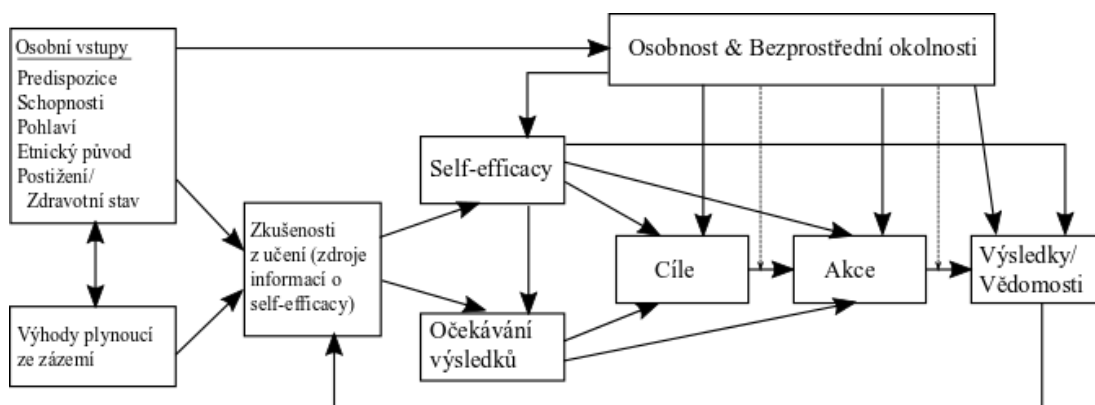 Osobní vstupy
Predispozice
Schopnosti
Pohlaví
Etnický původ
Postižení/
Zdravotní stav
Výhody plynoucí
ze zázemí
Zkušenosti
z učení (zdroje
informací o
self-efficacy)
Osobnost & Bezprostřední okolnosti
Self-efficacy
Očekávání
výsledků
Cíle
Akce
Výsledky/
Vědomosti